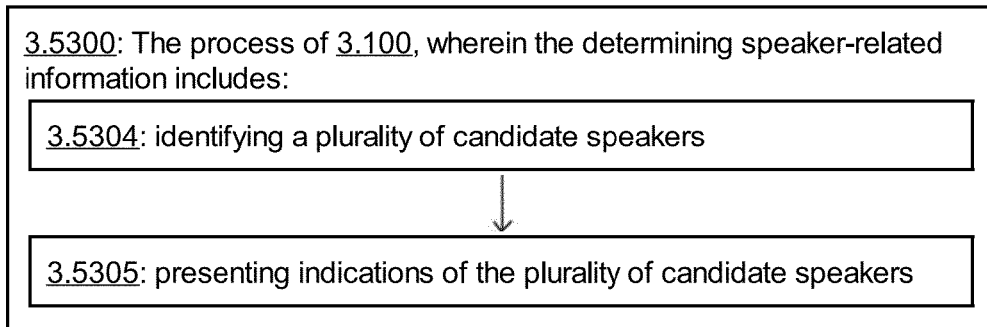 3.5300: The process of 3.100, wherein the determining speaker-related
information includes:
3.5304: identifying a plurality of candidate speakers
3.5305: presenting indications of the plurality of candidate speakers